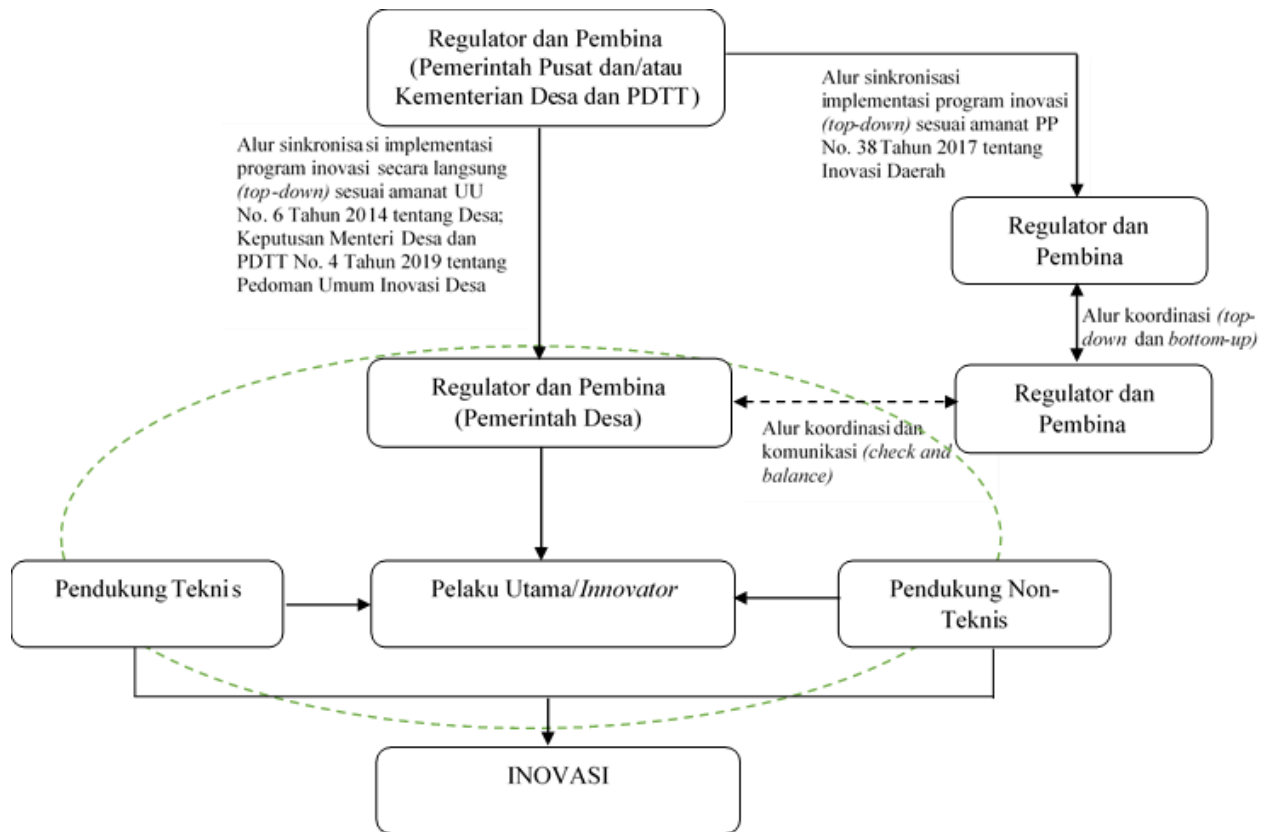 Regulator dan Pembina
(Pemerintah Pusat dan/atau
Kementerian Desa dan PDTT)
Alur sinkronisasi
implementasi program inovasi
(top-down) sesuai amanat PP
No. 38 Tahun 2017 tentang
Inovasi Daerah
Alur sinkronisasi implementasi
program inovasi secara langsung
(top-down) sesuai amanat UU
No. 6 Tahun 2014 tentang Desa;
Keputusan Menteri Desa dan
PDTT No. 4 Tahun 2019 tentang
Pedoman Umum Inovasi Desa
Regulator dan
Pembina
Alur koordinasi (top-
down dan bottom-up)
Regulator dan Pembina
(Pemerintah Desa)
Regulator dan
Pembina
Alur koordinasi dan
komunikasi (check and
balance)
Pendukung Teknis
Pelaku Utama/Innovator
Pendukung Non-
Teknis
INOVASI